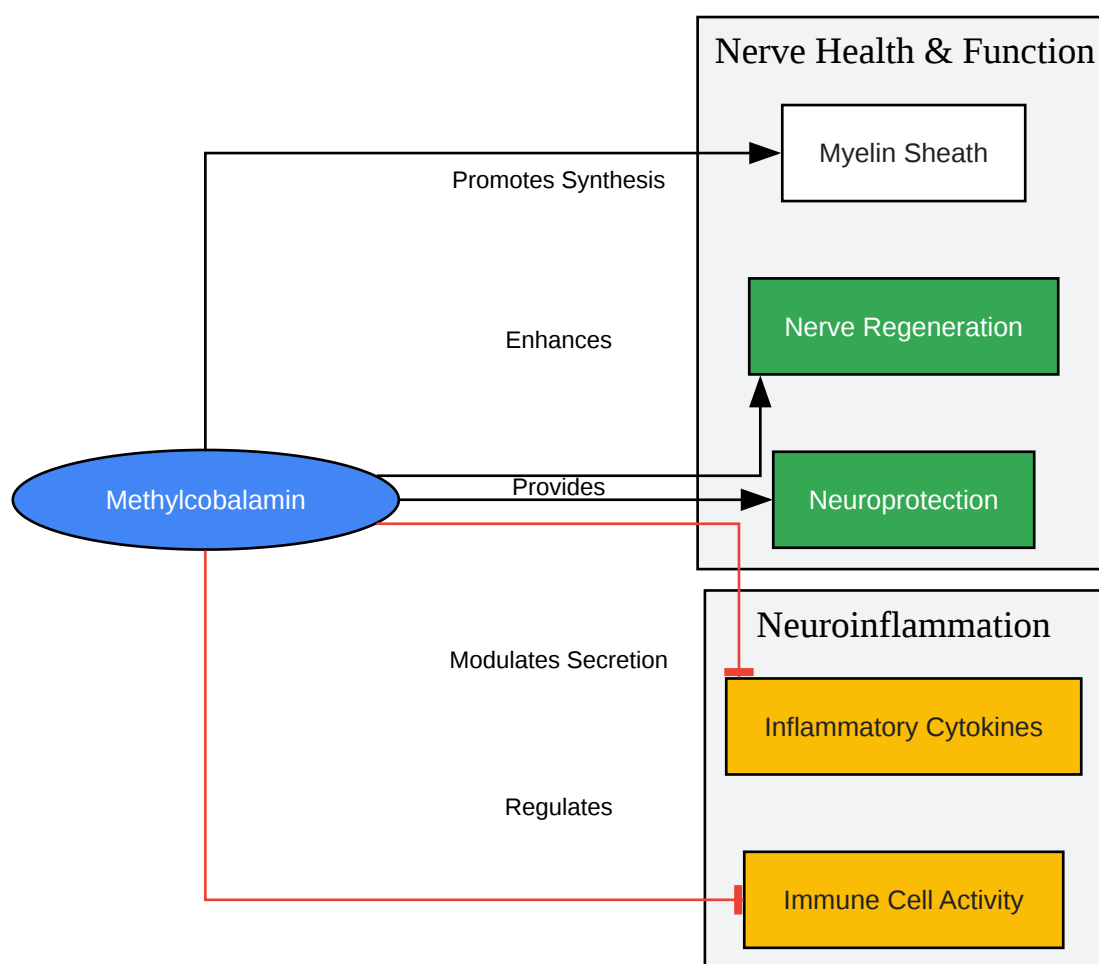 Nerve Health & Function
Myelin Sheath
Promotes Synthesis
Nerve Regeneration
Enhances
Methylcobalamin
Provides
Neuroprotection
Neuroinflammation
Modulates Secretion
Inflammatory Cytokines
Regulates
Immune Cell Activity